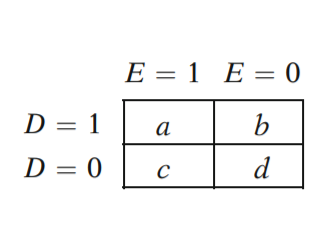 E = 1 E = 0
D = 1 a b
D = 0 c d